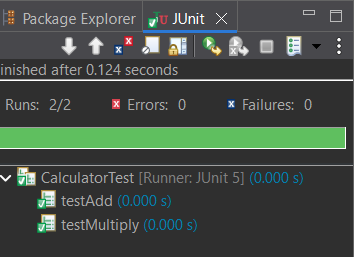 Package Explorer JUnit
inished after 0.124 seconds
Runs: 2/2 Errors: 0 Failures: 0
CalculatorTest [Runner: JUnit 5] (0.000 s)
testAdd (0.000 s)
testMultiply (0.000 s)